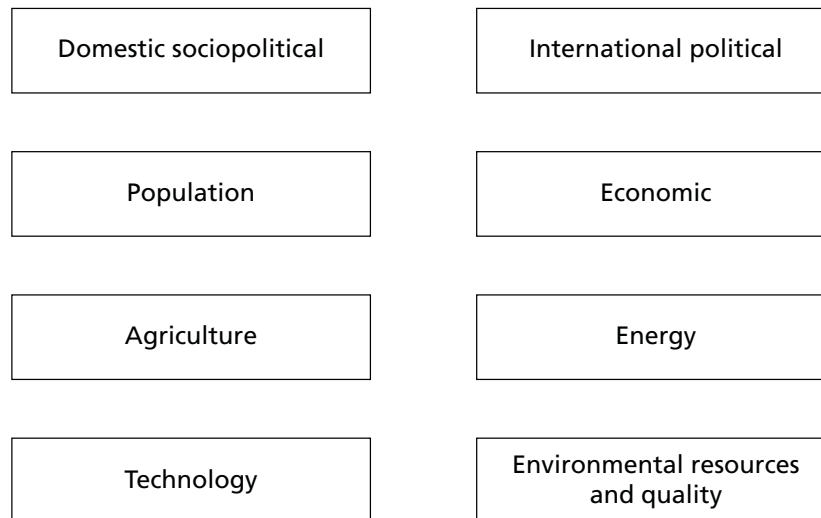 Domestic sociopolitical
International political
Population
Economic
Agriculture
Energy
Technology
Environmental resources
and quality